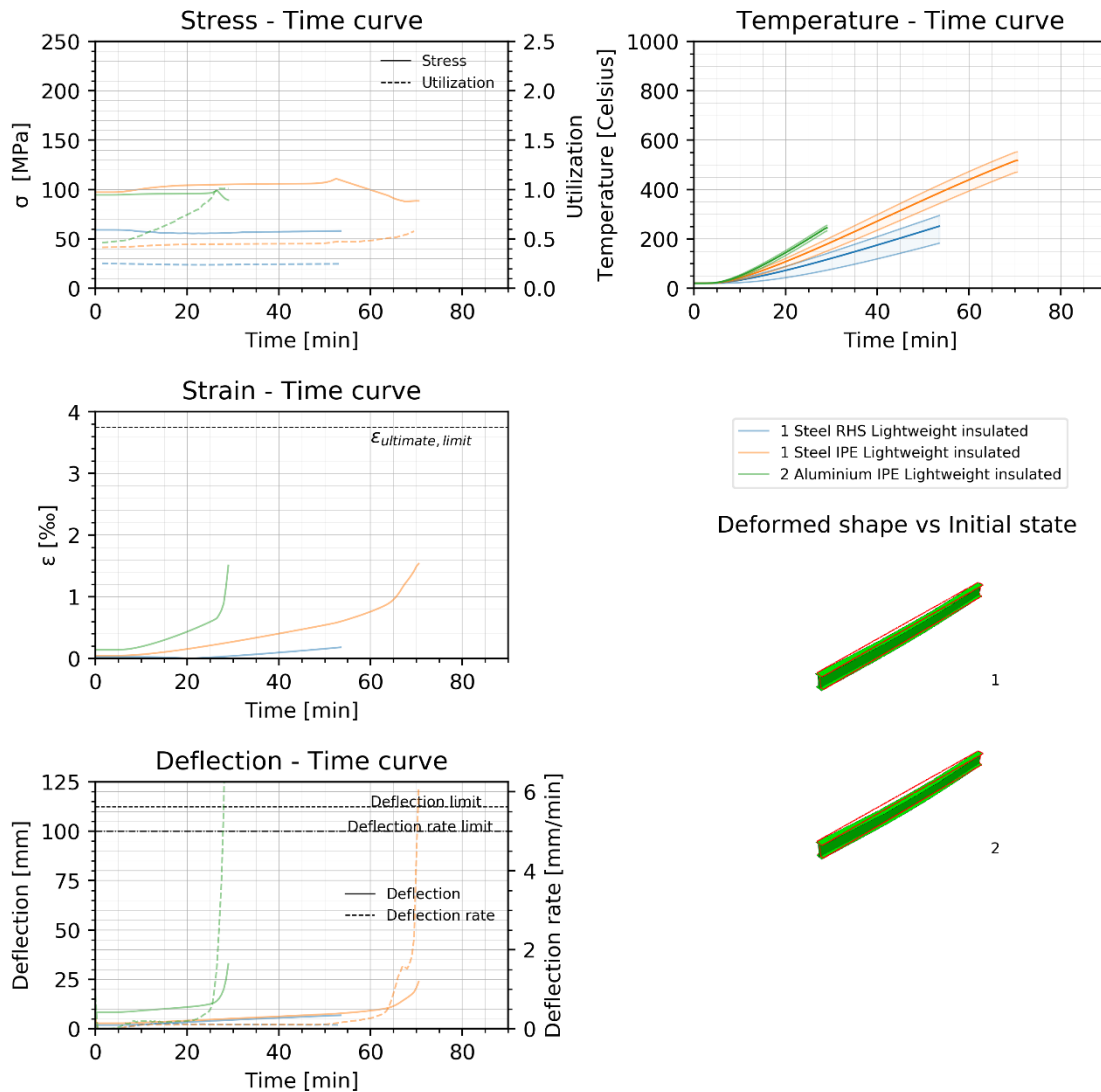 Stress - Time curve
250
200
150
100
50
0
σ [MPa]
2.5
2.0
1.5
1.0
0.5
0.0
Utilization
Stress
Utilization
0 20 40 60 80
Time [min]
Temperature - Time curve
1000
800
600
400
200
0
Temperature [Celsius]
0 20 40 60 80
Time [min]
Strain - Time curve
4
3
2
1
0
ε [‰]
εultimate, limit
0 20 40 60 80
Time [min]
1 Steel RHS Lightweight insulated
1 Steel IPE Lightweight insulated
2 Aluminium IPE Lightweight insulated
Deformed shape vs Initial state
1
2
Deflection - Time curve
125
100
75
50
25
0
Deflection [mm]
6
4
2
0
Deflection rate [mm/min]
Deflection limit
Deflection rate limit
Deflection
Deflection rate
0 20 40 60 80
Time [min]